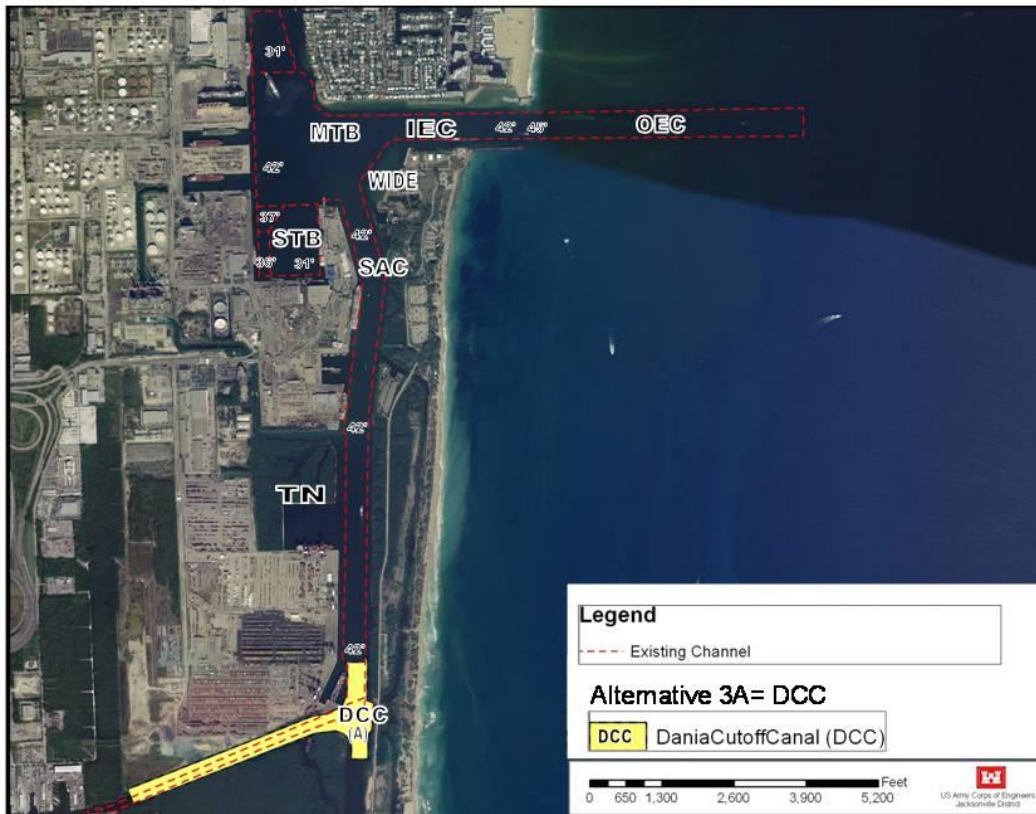 31'
MTB
IEC
42' 45'
OEC
42'
WIDE
37'
STB
42'
36'
31'
SAC
42'
TN
42'
DCC
(A)
Legend
Existing Channel
Alternative 3A= DCC
DCC DaniaCutoffCanal (DCC)
Feet
0 650 1,300 2,600 3,900 5,200
US Army Corps of Engineers
Jacksonville District